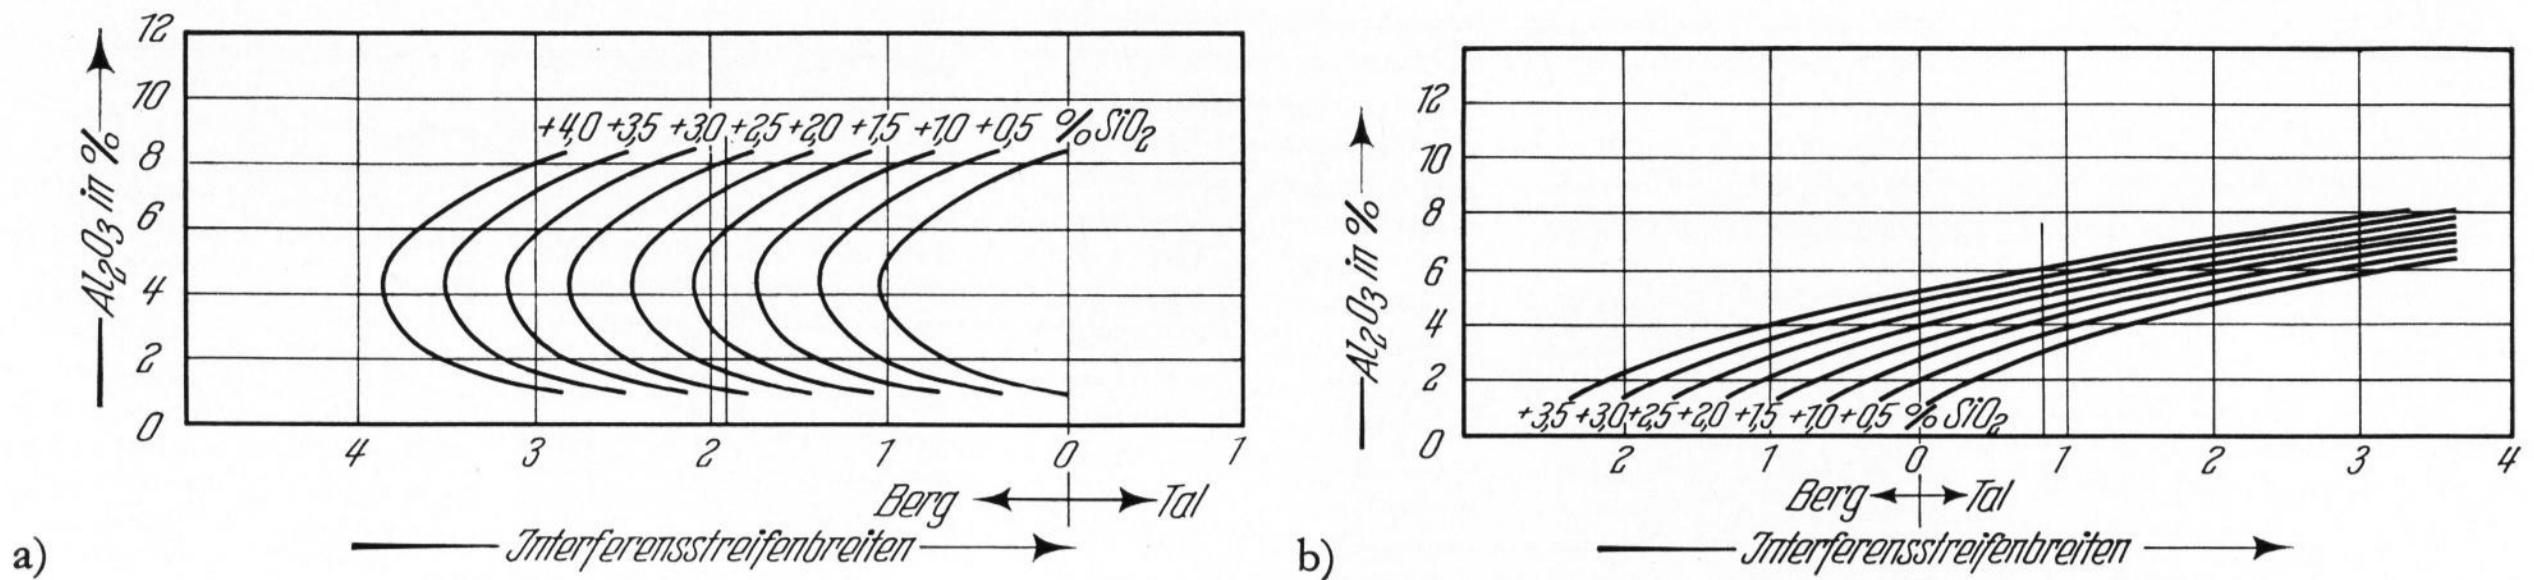 Al₂O₃ in %
12
10
8
6
4
2
0
+4,0 +3,5 +3,0 +2,5 +2,0 +1,5 +1,0 +0,5 % SiO₂
4 3 2 1 0 1
Berg Tal
Interferensstreifenbreiten
a)
Al₂O₃ in %
12
10
8
6
4
2
0
+3,5 +3,0 +2,5 +2,0 +1,5 +1,0 +0,5 % SiO₂
2 1 0 1 2 3 4
Berg Tal
Interferensstreifenbreiten
b)